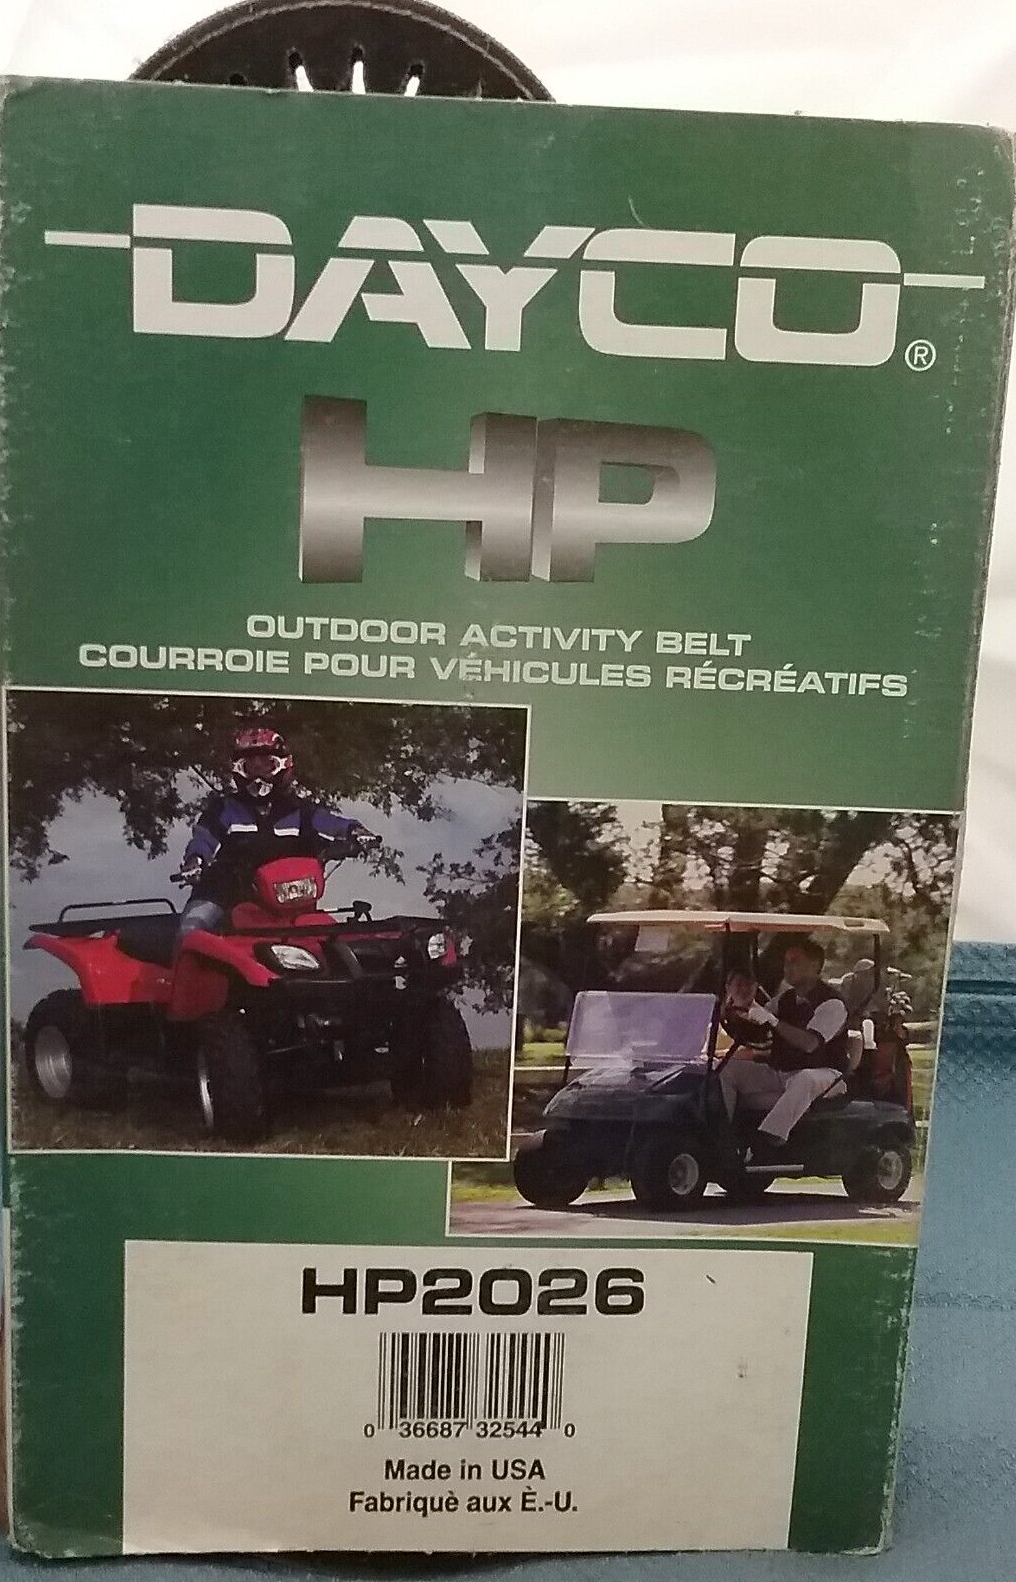 DAYCO®
HP
OUTDOOR ACTIVITY BELT
COURROIE POUR VÉHICULES RÉCRÉATIFS
HP2026
0 36687 32544 0
Made in USA
Fabriquè aux È.-U.